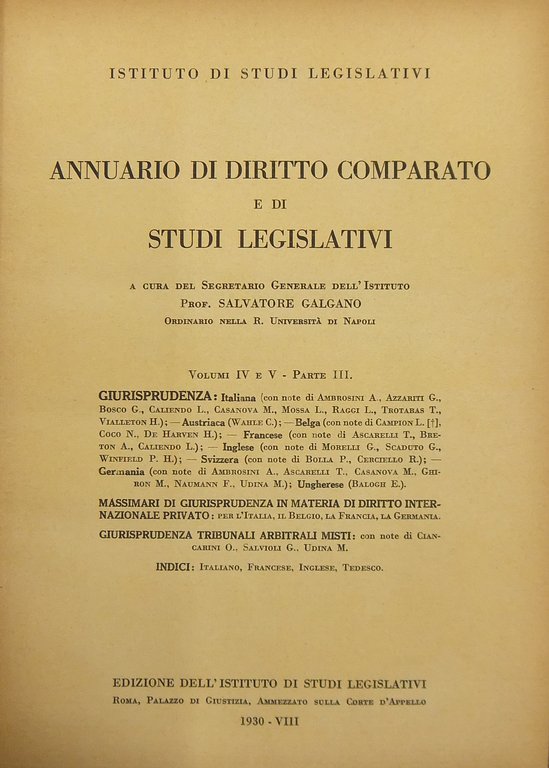 ISTITUTO DI STUDI LEGISLATIVI
ANNUARIO DI DIRITTO COMPARATO
E DI
STUDI LEGISLATIVI
A CURA DEL SEGRETARIO GENERALE DELL'ISTITUTO
PROF. SALVATORE GALGANO
ORDINARIO NELLA R. UNIVERSITÀ DI NAPOLI
VOLUMI IV E V - PARTE III.
GIURISPRUDENZA: Italiana (con note di AMBROSINI A., AZZARITI G.,
BOSCO G., CALIENDO L., CASANOVA M., MOSSA L., RAGGI L., TROTABAS T.,
VIALLETON H.); — Austriaca (WAHLE C.); — Belga (con note di CAMPION L. [†],
COCO N., DE HARVEN H.); — Francese (con note di ASCARELLI T., BRE-
TON A., CALIENDO L.); — Inglese (con note di MORELLI G., SCADUTO G.,
WINFIELD P. H.); — Svizzera (con note di BOLLA P., CERCIELLO R.); —
Germania (con note di AMBROSINI A., ASCARELLI T., CASANOVA M., GHI-
RON M., NAUMANN F., UDINA M.); Ungherese (BALOGH E.).
MASSIMARI DI GIURISPRUDENZA IN MATERIA DI DIRITTO INTER-
NAZIONALE PRIVATO: PER L'ITALIA, IL BELGIO, LA FRANCIA, LA GERMANIA.
GIURISPRUDENZA TRIBUNALI ARBITRALI MISTI: con note di CIAN-
CARINI O., SALVIOLI G., UDINA M.
INDICI: ITALIANO, FRANCESE, INGLESE, TEDESCO.
EDIZIONE DELL'ISTITUTO DI STUDI LEGISLATIVI
ROMA, PALAZZO DI GIUSTIZIA, AMMEZZATO SULLA CORTE D'APPELLO
1930 - VIII